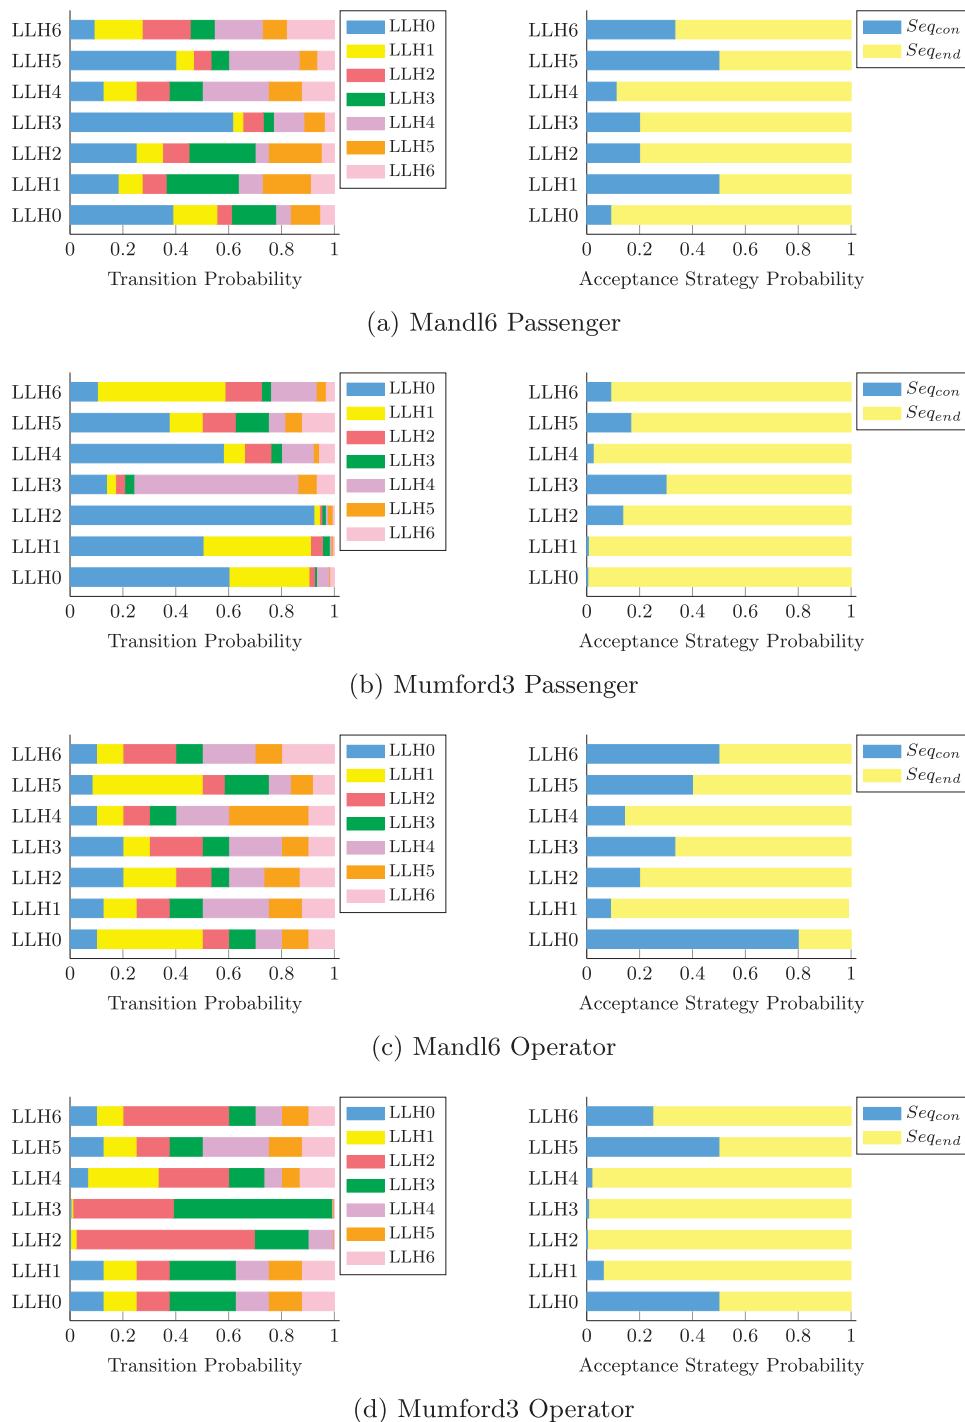 LLH6
LLH5
LLH4
LLH3
LLH2
LLH1
LLH0
0 0.2 0.4 0.6 0.8 1
Transition Probability
LLH0
LLH1
LLH2
LLH3
LLH4
LLH5
LLH6
LLH6
LLH5
LLH4
LLH3
LLH2
LLH1
LLH0
0 0.2 0.4 0.6 0.8 1
Acceptance Strategy Probability
Seq_con
Seq_end
(a) Mandl6 Passenger
LLH6
LLH5
LLH4
LLH3
LLH2
LLH1
LLH0
0 0.2 0.4 0.6 0.8 1
Transition Probability
LLH0
LLH1
LLH2
LLH3
LLH4
LLH5
LLH6
LLH6
LLH5
LLH4
LLH3
LLH2
LLH1
LLH0
0 0.2 0.4 0.6 0.8 1
Acceptance Strategy Probability
Seq_con
Seq_end
(b) Mumford3 Passenger
LLH6
LLH5
LLH4
LLH3
LLH2
LLH1
LLH0
0 0.2 0.4 0.6 0.8 1
Transition Probability
LLH0
LLH1
LLH2
LLH3
LLH4
LLH5
LLH6
LLH6
LLH5
LLH4
LLH3
LLH2
LLH1
LLH0
0 0.2 0.4 0.6 0.8 1
Acceptance Strategy Probability
Seq_con
Seq_end
(c) Mandl6 Operator
LLH6
LLH5
LLH4
LLH3
LLH2
LLH1
LLH0
0 0.2 0.4 0.6 0.8 1
Transition Probability
LLH0
LLH1
LLH2
LLH3
LLH4
LLH5
LLH6
LLH6
LLH5
LLH4
LLH3
LLH2
LLH1
LLH0
0 0.2 0.4 0.6 0.8 1
Acceptance Strategy Probability
Seq_con
Seq_end
(d) Mumford3 Operator